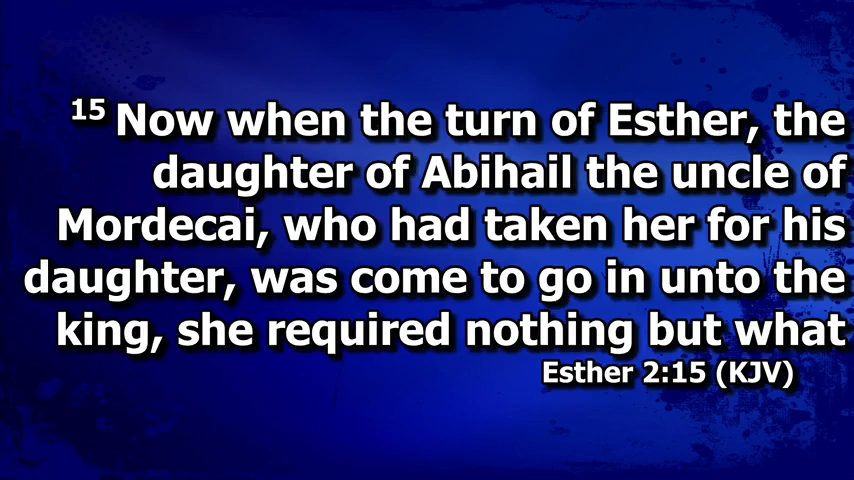 15 Now when the turn of Esther, the
daughter of Abihail the uncle of
Mordecai, who had taken her for his
daughter, was come to go in unto the
king, she required nothing but what
Esther 2:15 (KJV)